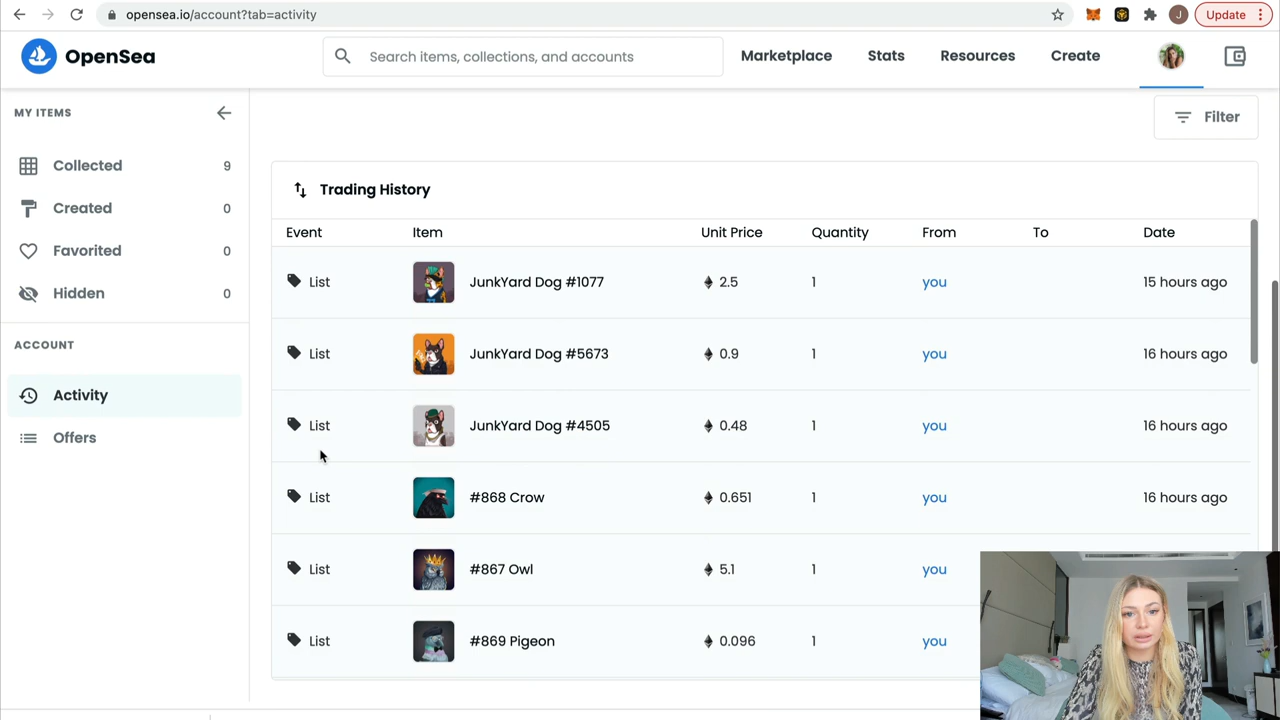 opensea.io/account?tab=activity
J
Update
OpenSea
Search items, collections, and accounts
Marketplace
Stats
Resources
Create
MY ITEMS
Collected 9
Created 0
Favorited 0
Hidden 0
ACCOUNT
Activity
Offers
Filter
Trading History
Event Item Unit Price Quantity From To Date
List JunkYard Dog #1077 2.5 1 you 15 hours ago
List JunkYard Dog #5673 0.9 1 you 16 hours ago
List JunkYard Dog #4505 0.48 1 you 16 hours ago
List #868 Crow 0.651 1 you 16 hours ago
List #867 Owl 5.1 1 you
List #869 Pigeon 0.096 1 you